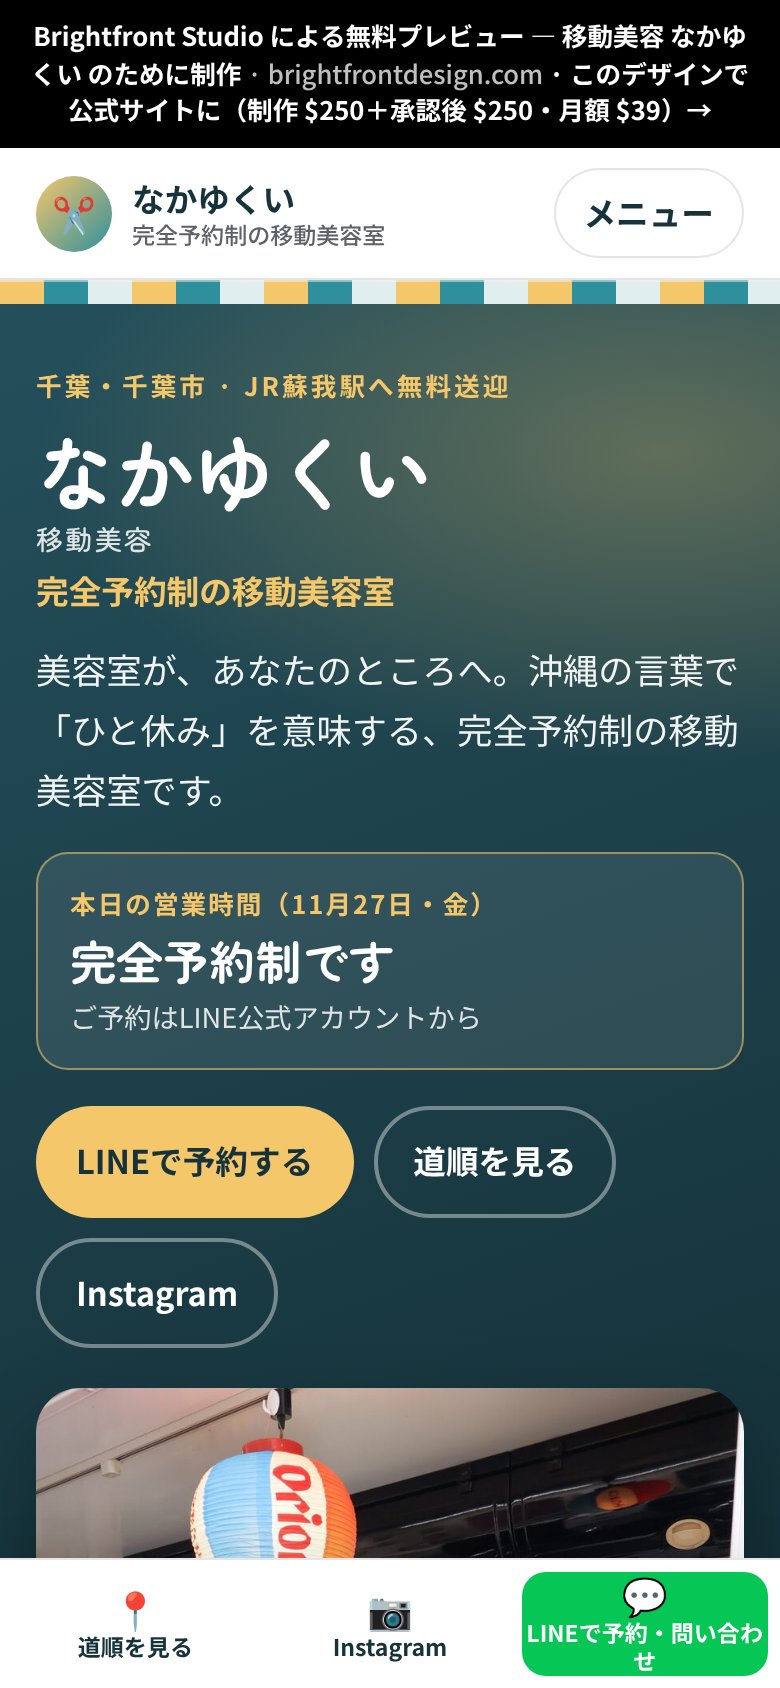 Brightfront Studio による無料プレビュー — 移動美容 なかゆ
くい のために制作 · brightfrontdesign.com · このデザインで
公式サイトに（制作 $250＋承認後 $250・月額 $39）→
なかゆくい
完全予約制の移動美容室
メニュー
千葉・千葉市 · JR蘇我駅へ無料送迎
なかゆくい
移動美容
完全予約制の移動美容室
美容室が、あなたのところへ。沖縄の言葉で
「ひと休み」を意味する、完全予約制の移動
美容室です。
本日の営業時間（11月27日・金）
完全予約制です
ご予約はLINE公式アカウントから
LINEで予約する
道順を見る
Instagram
orion
道順を見る
Instagram
LINEで予約・問い合わ
せ